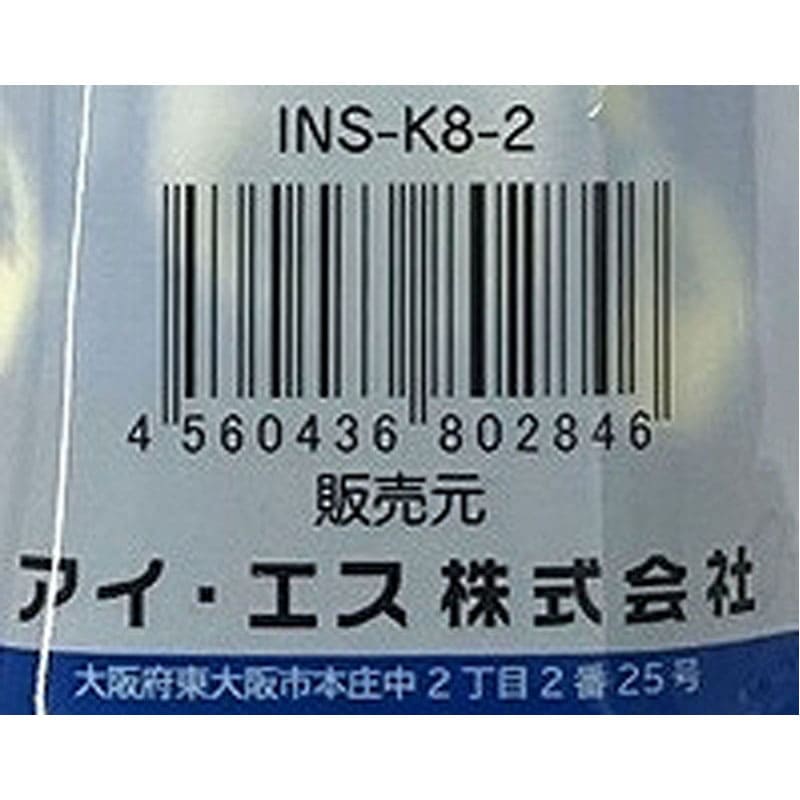 INS-K8-2
4 560436 802846
販売元
アイ・エス株式会社
大阪府東大阪市本庄中2丁目2番25号